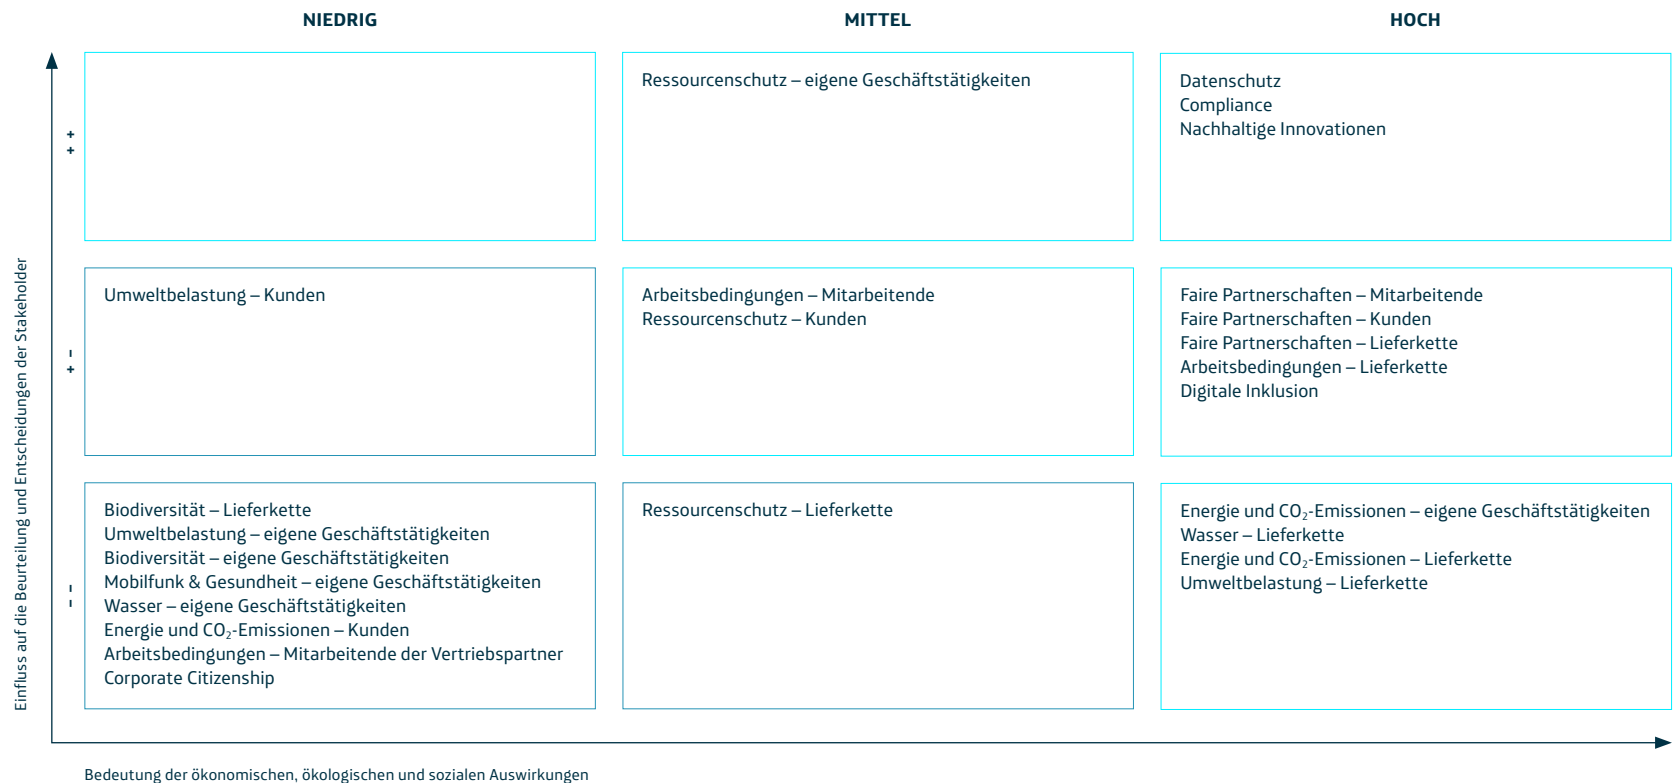 NIEDRIG
MITTEL
HOCH
Einfluss auf die Beurteilung und Entscheidungen der Stakeholder
+ +
Ressourcenschutz – eigene Geschäftstätigkeiten
Datenschutz
Compliance
Nachhaltige Innovationen
+ -
Umweltbelastung – Kunden
Arbeitsbedingungen – Mitarbeitende
Ressourcenschutz – Kunden
Faire Partnerschaften – Mitarbeitende
Faire Partnerschaften – Kunden
Faire Partnerschaften – Lieferkette
Arbeitsbedingungen – Lieferkette
Digitale Inklusion
- -
Biodiversität – Lieferkette
Umweltbelastung – eigene Geschäftstätigkeiten
Biodiversität – eigene Geschäftstätigkeiten
Mobilfunk & Gesundheit – eigene Geschäftstätigkeiten
Wasser – eigene Geschäftstätigkeiten
Energie und CO₂-Emissionen – Kunden
Arbeitsbedingungen – Mitarbeitende der Vertriebspartner
Corporate Citizenship
Ressourcenschutz – Lieferkette
Energie und CO₂-Emissionen – eigene Geschäftstätigkeiten
Wasser – Lieferkette
Energie und CO₂-Emissionen – Lieferkette
Umweltbelastung – Lieferkette
Bedeutung der ökonomischen, ökologischen und sozialen Auswirkungen